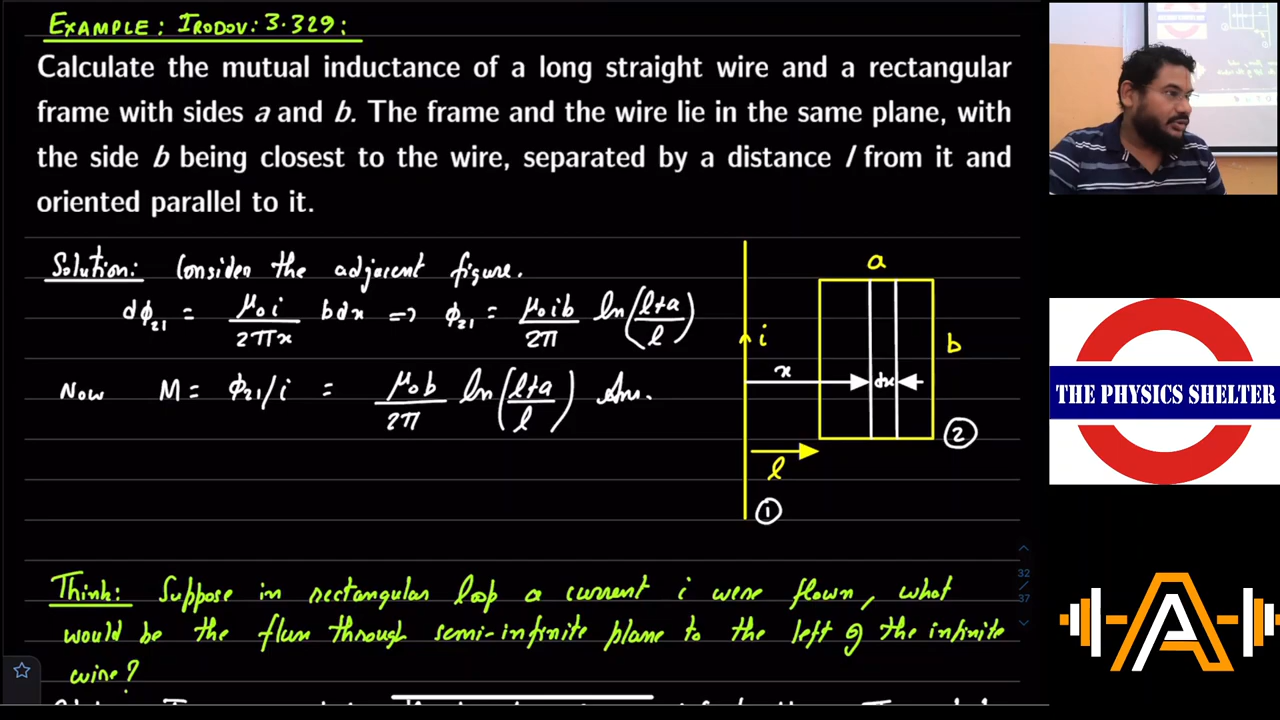 EXAMPLE: IRODOV: 3.329:
Calculate the mutual inductance of a long straight wire and a rectangular
frame with sides a and b. The frame and the wire lie in the same plane, with
the side b being closest to the wire, separated by a distance l from it and
oriented parallel to it.
Solution: Consider the adjacent figure.
dϕ₂₁ = μ₀i/2πx bdx => ϕ₂₁ = μ₀ib/2π ln(l+a/l)
Now M = ϕ₂₁/i = μ₀b/2π ln(l+a/l) Ans.
a
i
b
x
dx
l
①
②
Think: Suppose in rectangular loop a current i were flown, what
would be the flux through semi-infinite plane to the left of the infinite
wire?
THE PHYSICS SHELTER
A
32
/
37